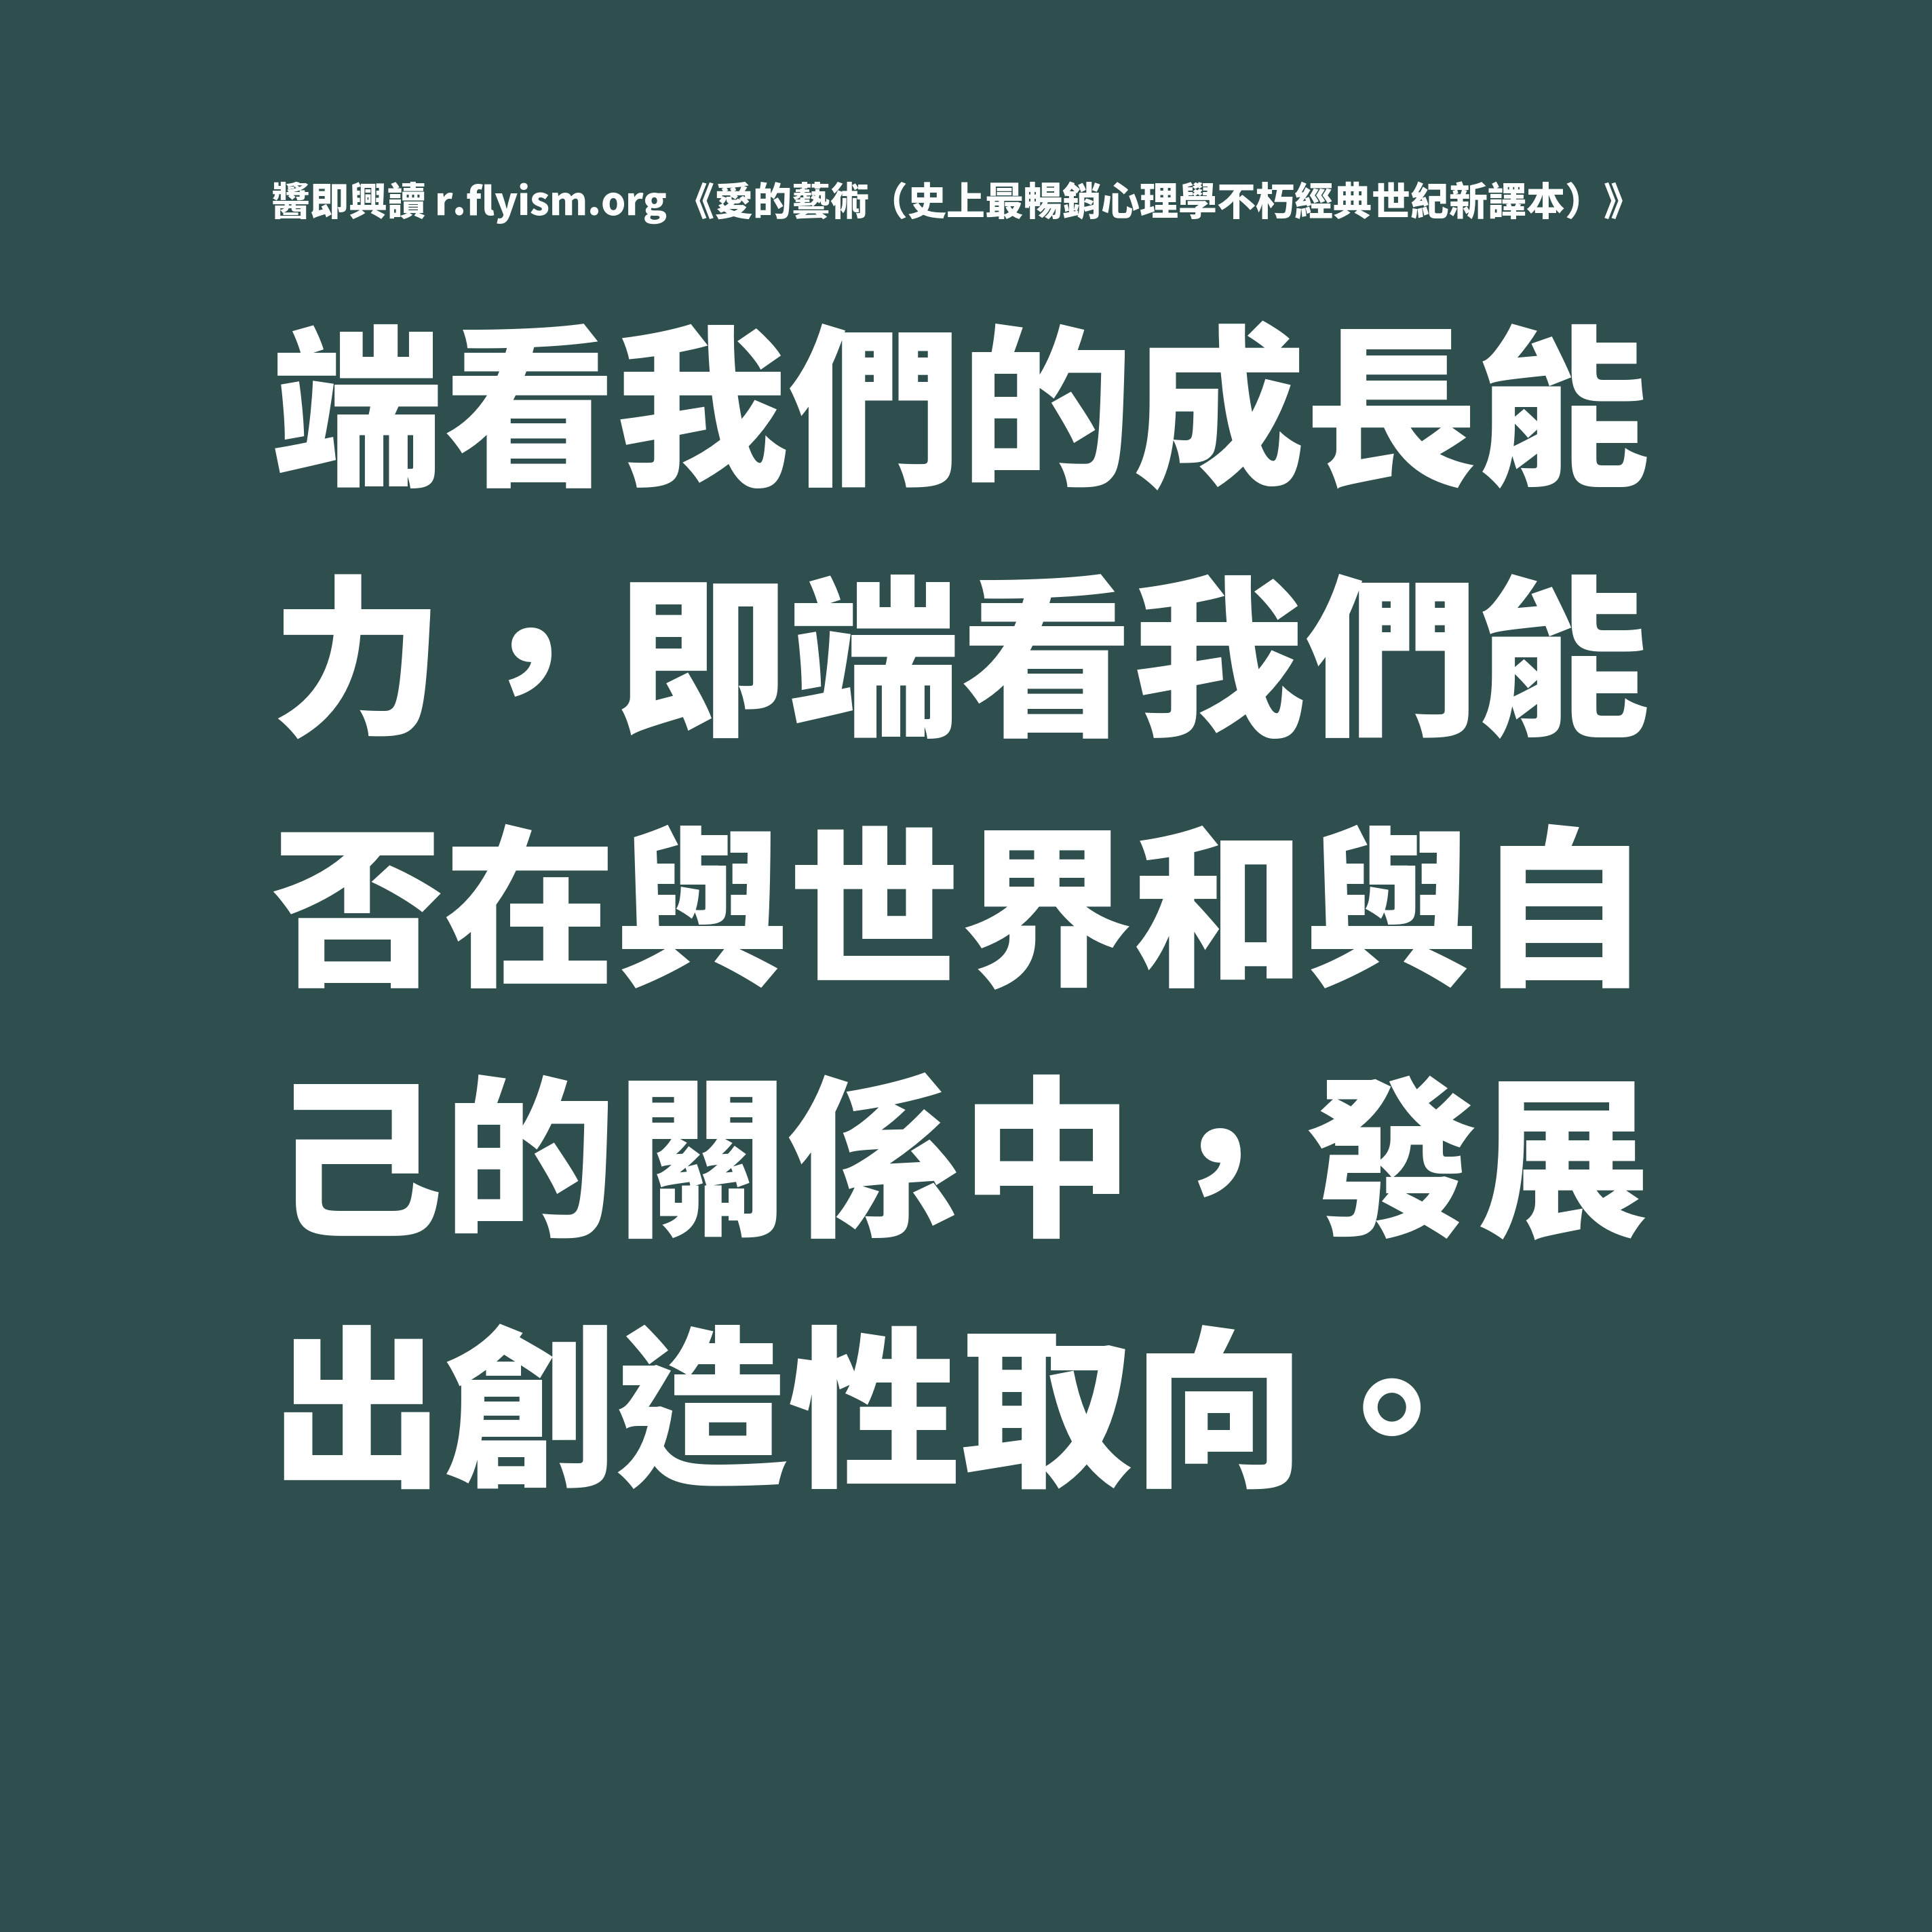 審即興書 r.ftyism.org 《愛的藝術（史上最暢銷心理學不朽經典世紀新譯本）》
端看我們的成長能
力，即端看我們能
否在與世界和與自
己的關係中，發展
出創造性取向。